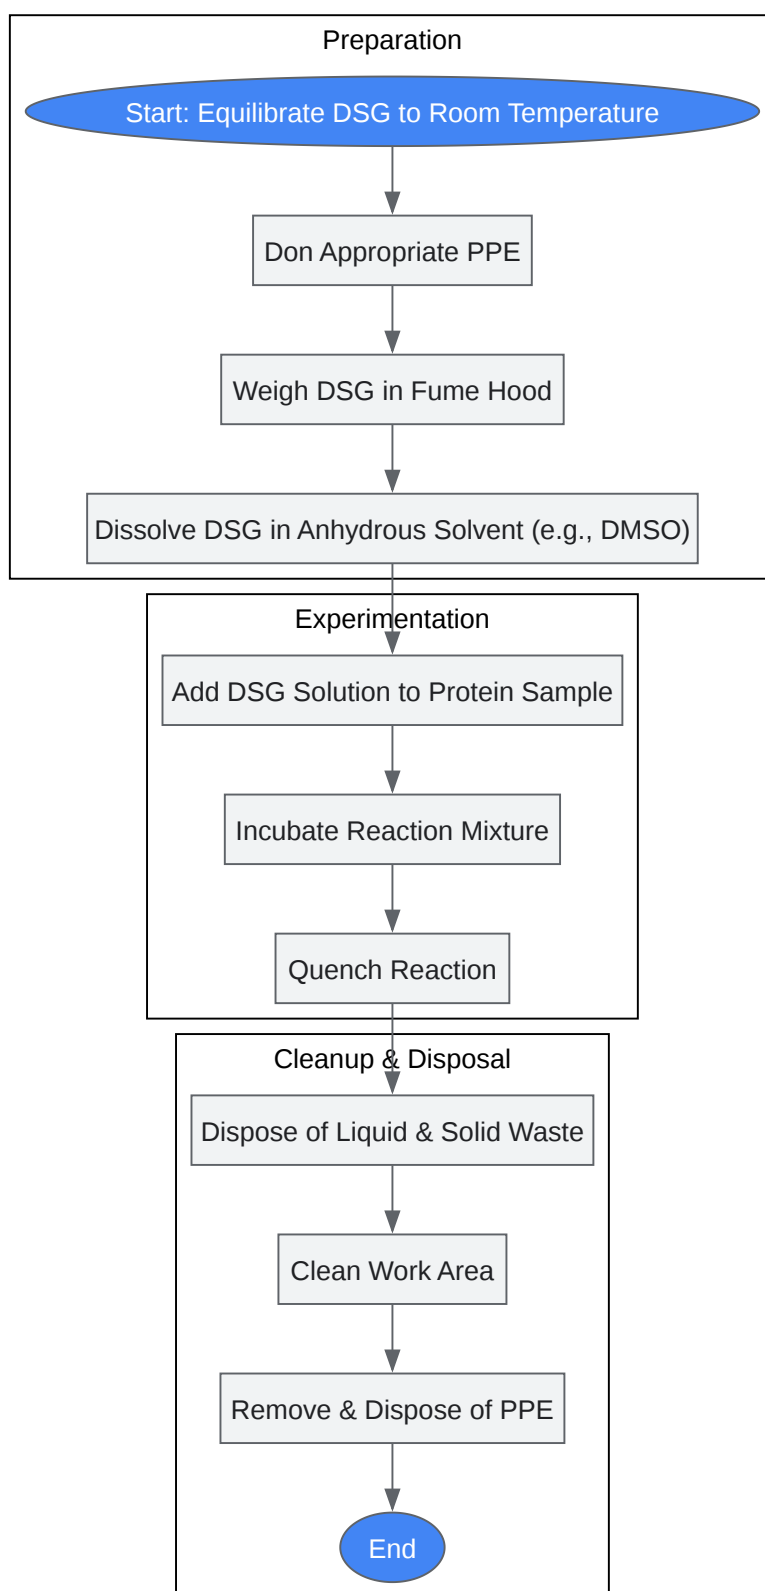 Preparation
Start: Equilibrate DSG to Room Temperature
Don Appropriate PPE
Weigh DSG in Fume Hood
Dissolve DSG in Anhydrous Solvent (e.g., DMSO)
Experimentation
Add DSG Solution to Protein Sample
Incubate Reaction Mixture
Quench Reaction
Cleanup & Disposal
Dispose of Liquid & Solid Waste
Clean Work Area
Remove & Dispose of PPE
End